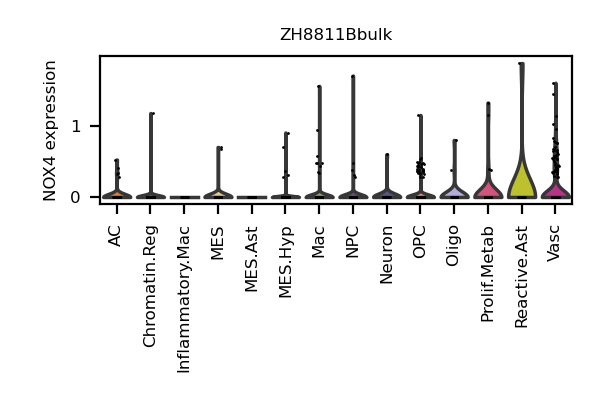 ZH8811Bbulk
NOX4 expression
1
0
AC
Chromatin.Reg
Inflammatory.Mac
MES
MES.Ast
MES.Hyp
Mac
NPC
Neuron
OPC
Oligo
Prolif.Metab
Reactive.Ast
Vasc